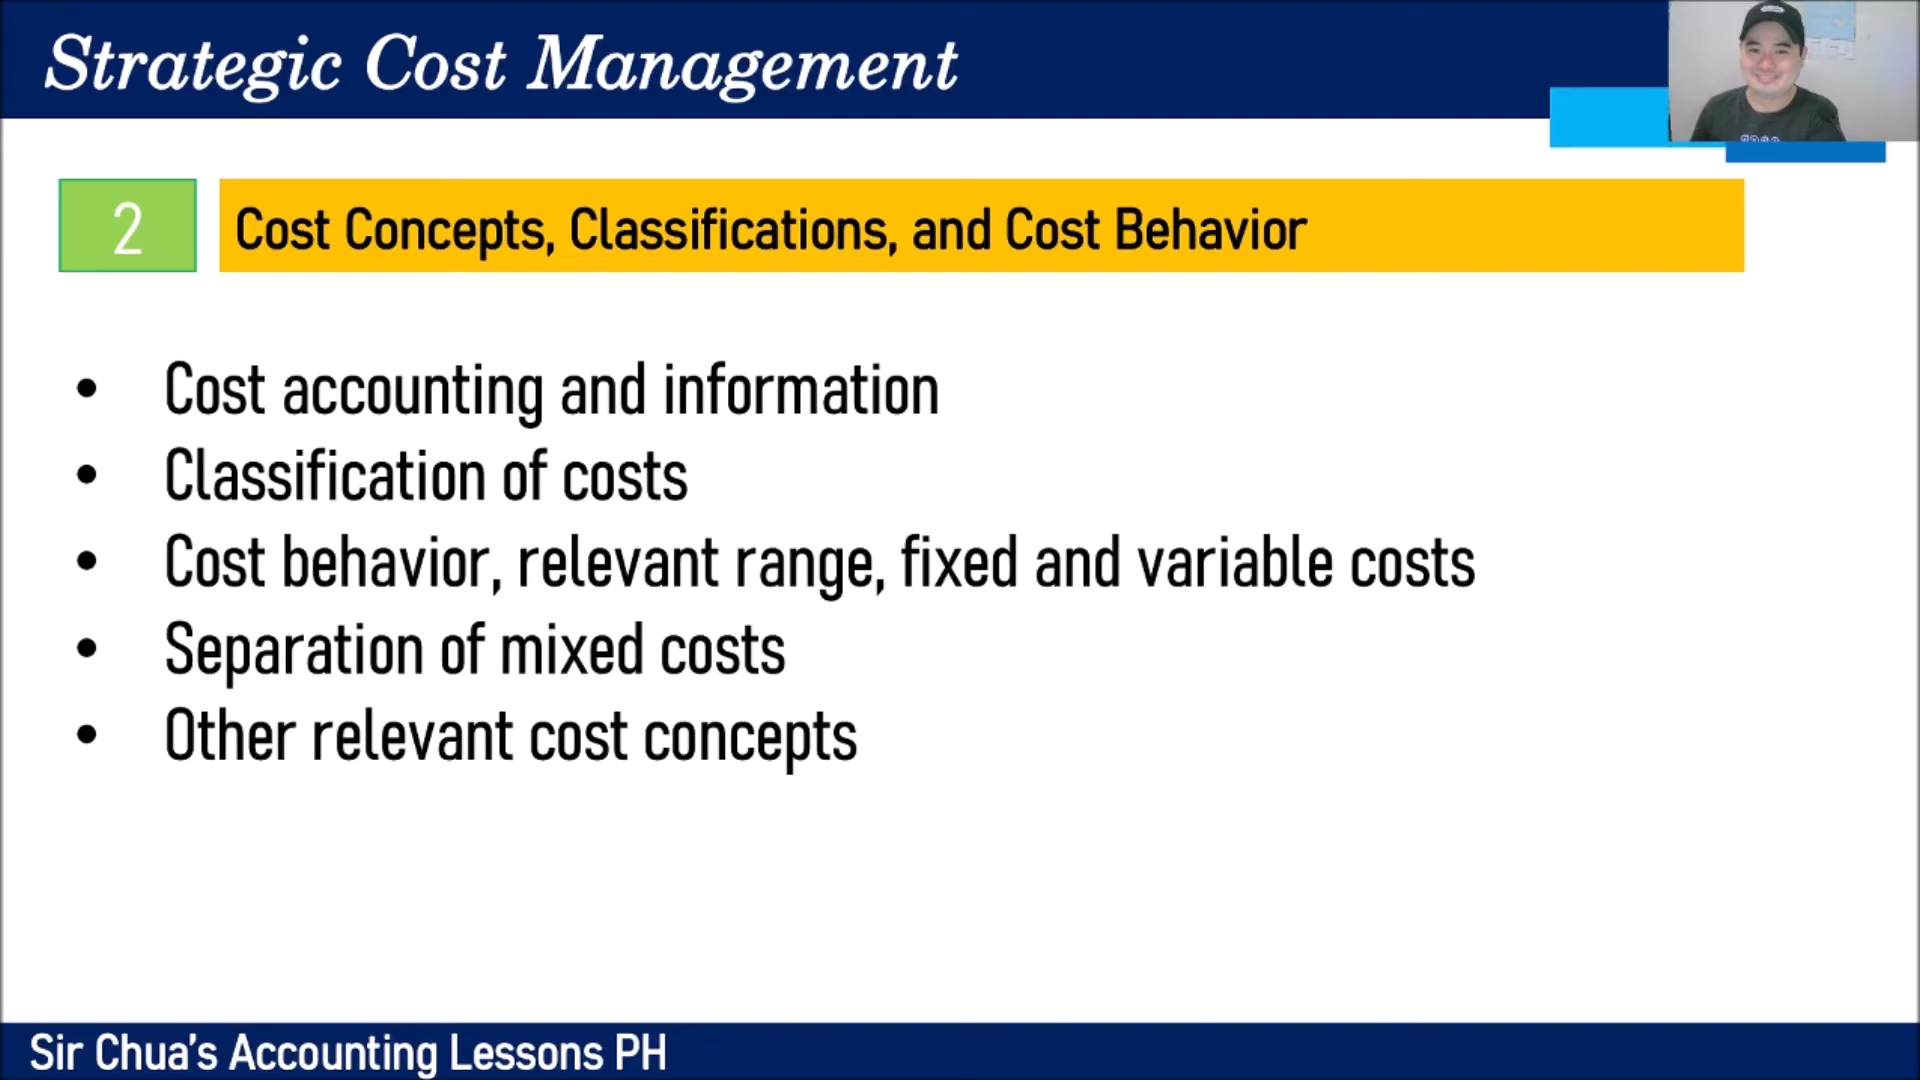 Strategic Cost Management
2
Cost Concepts, Classifications, and Cost Behavior
• Cost accounting and information
• Classification of costs
• Cost behavior, relevant range, fixed and variable costs
• Separation of mixed costs
• Other relevant cost concepts
Sir Chua's Accounting Lessons PH